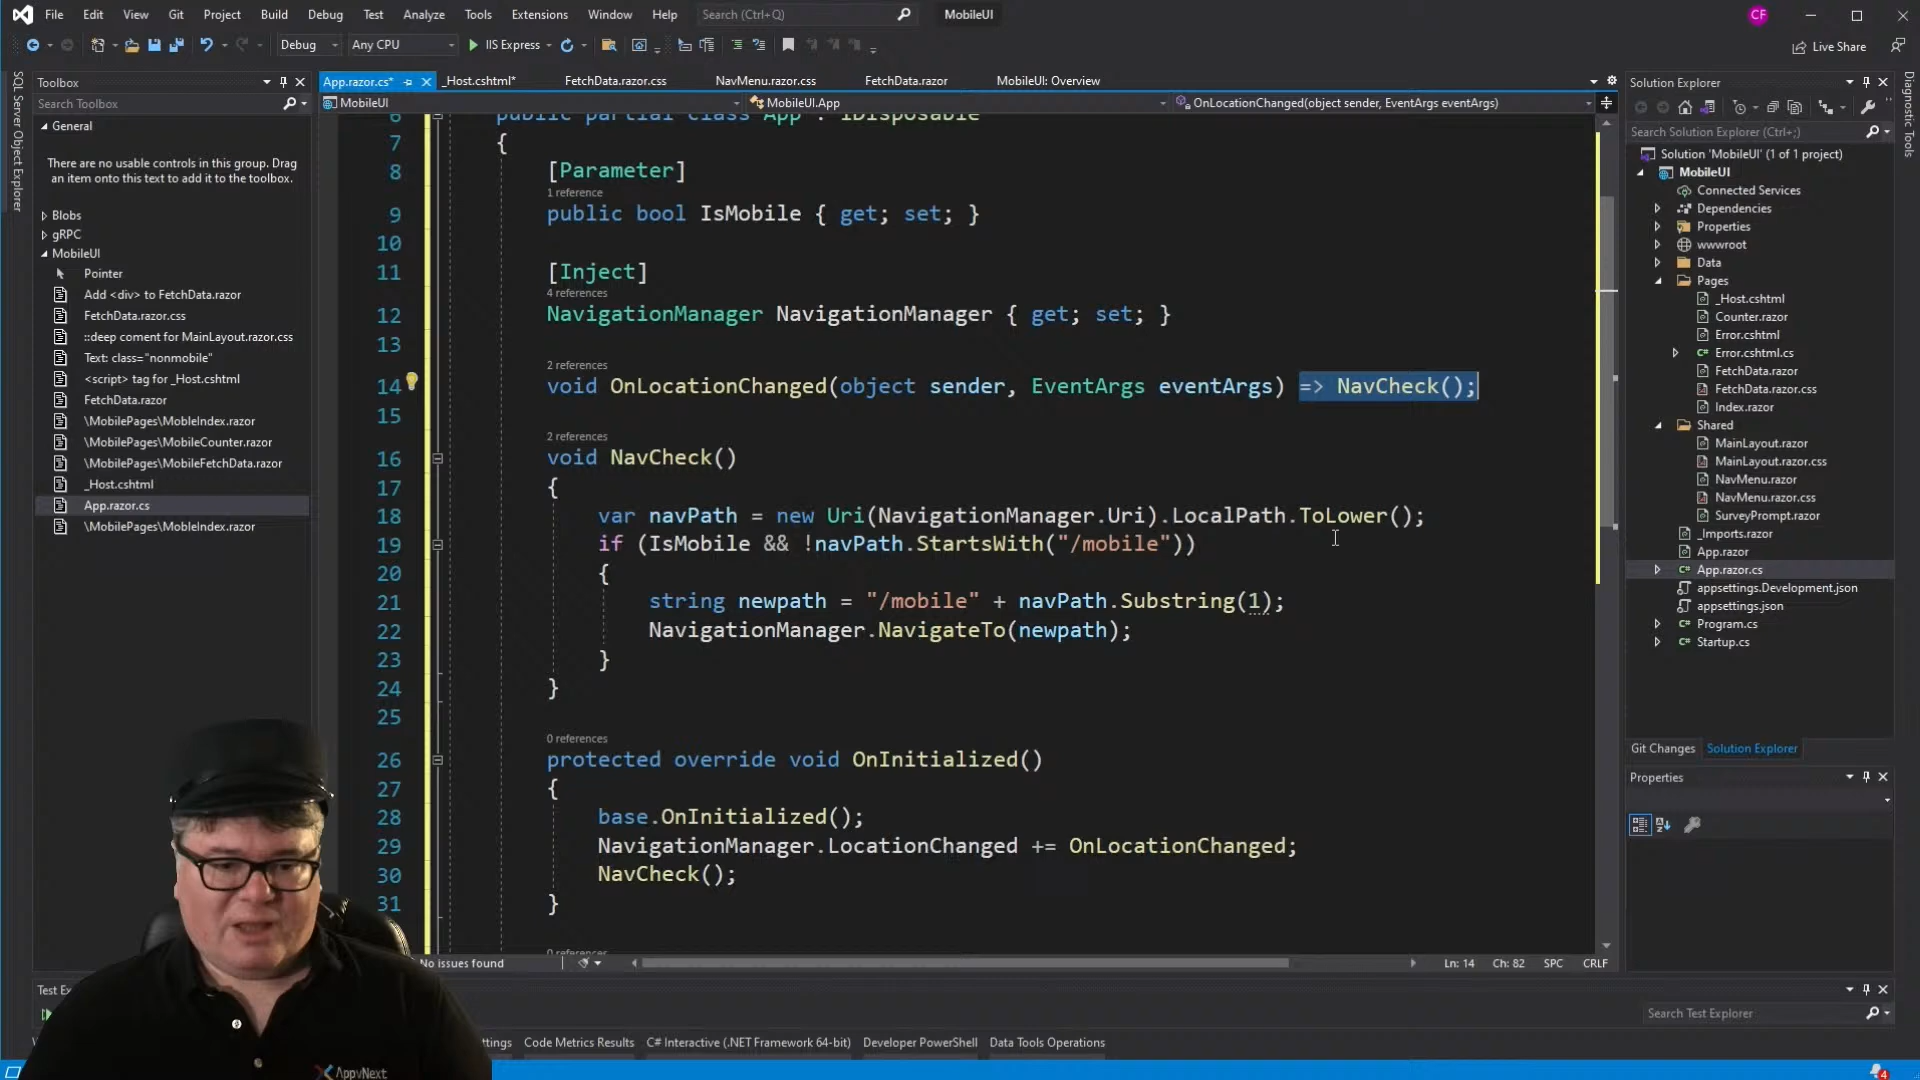 File Edit View Git Project Build Debug Test Analyze Tools Extensions Window Help Search (Ctrl+Q) MobileUI CF
Debug Any CPU IIS Express Live Share
SQL Server Object Explorer
Toolbox
Search Toolbox
General
There are no usable controls in this group. Drag
an item onto this text to add it to the toolbox.
Blobs
gRPC
MobileUI
Pointer
Add <div> to FetchData.razor
FetchData.razor.css
::deep coment for MainLayout.razor.css
Text: class="nonmobile"
<script> tag for _Host.cshtml
FetchData.razor
\MobilePages\MobleIndex.razor
\MobilePages\MobileCounter.razor
\MobilePages\MobileFetchData.razor
_Host.cshtml
App.razor.cs
\MobilePages\MobleIndex.razor
App.razor.cs* _Host.cshtml* FetchData.razor.css NavMenu.razor.css FetchData.razor MobileUI: Overview
MobileUI MobileUI.App OnLocationChanged(object sender, EventArgs eventArgs)
6 public partial class App : IDisposable
7 {
8 [Parameter]
1 reference
9 public bool IsMobile { get; set; }
10
11 [Inject]
4 references
12 NavigationManager NavigationManager { get; set; }
13
2 references
14 void OnLocationChanged(object sender, EventArgs eventArgs) => NavCheck();
15
2 references
16 void NavCheck()
17 {
18 var navPath = new Uri(NavigationManager.Uri).LocalPath.ToLower();
19 if (IsMobile && !navPath.StartsWith("/mobile"))
20 {
21 string newpath = "/mobile" + navPath.Substring(1);
22 NavigationManager.NavigateTo(newpath);
23 }
24 }
25
0 references
26 protected override void OnInitialized()
27 {
28 base.OnInitialized();
29 NavigationManager.LocationChanged += OnLocationChanged;
30 NavCheck();
31 }
0 references
No issues found Ln: 14 Ch: 82 SPC CRLF
Solution Explorer
Search Solution Explorer (Ctrl+;)
Solution 'MobileUI' (1 of 1 project)
MobileUI
Connected Services
Dependencies
Properties
wwwroot
Data
Pages
_Host.cshtml
Counter.razor
Error.cshtml
Error.cshtml.cs
FetchData.razor
FetchData.razor.css
Index.razor
Shared
MainLayout.razor
MainLayout.razor.css
NavMenu.razor
NavMenu.razor.css
SurveyPrompt.razor
_Imports.razor
App.razor
App.razor.cs
appsettings.Development.json
appsettings.json
Program.cs
Startup.cs
Git Changes Solution Explorer
Properties
Diagnostic Tools
Test Ex
Search Test Explorer
ttings Code Metrics Results C# Interactive (.NET Framework 64-bit) Developer PowerShell Data Tools Operations
AppvNext
4